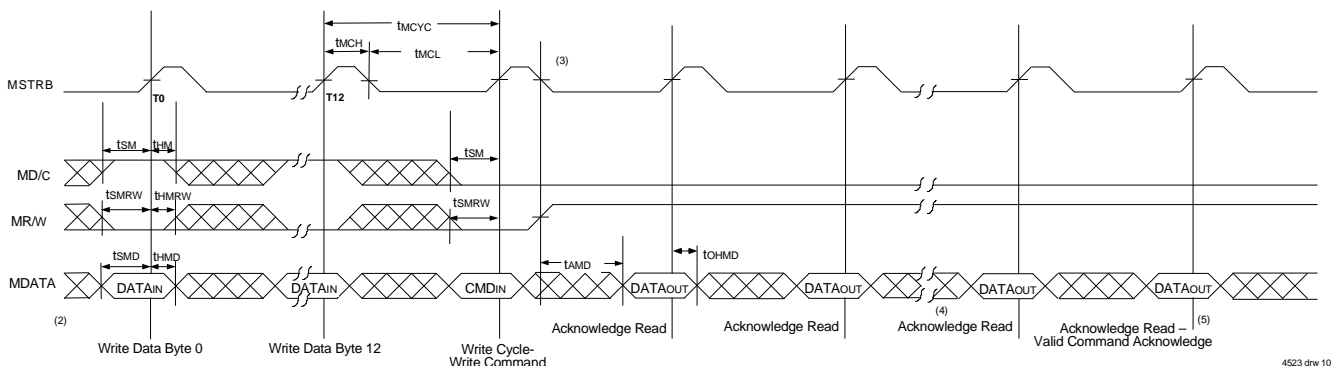 tMCYC
tMCH
tMCL
(3)
MSTRB
T0
T12
tSM
tHM
tSM
MD/C
tSMRW
tHMRW
tSMRW
MR/W
tSMD
tHMD
tAMD
tOHMD
MDATA
DATAIN
DATAIN
CMDIN
DATAOUT
DATAOUT
DATAOUT
DATAOUT
(2)
(4)
(5)
Write Data Byte 0
Write Data Byte 12
Write Cycle-
Write Command
Acknowledge Read
Acknowledge Read
Acknowledge Read
Acknowledge Read –
Valid Command Acknowledge
4523 drw 10